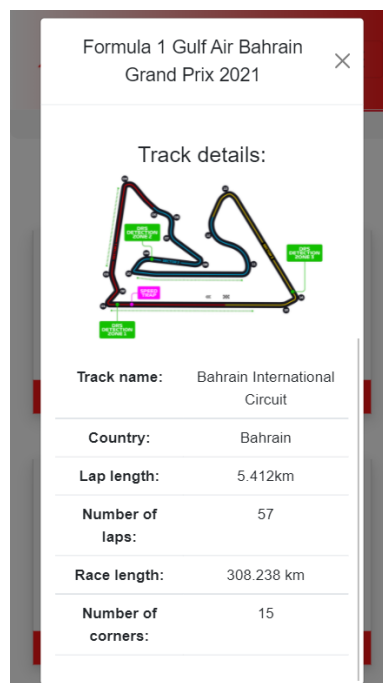 Formula 1 Gulf Air Bahrain
Grand Prix 2021
Track details:
DRS
DETECTION
ZONE 2
DRS
DETECTION
ZONE 3
SPEED
TRAP
DRS
DETECTION
ZONE 1
Track name: Bahrain International
Circuit
Country: Bahrain
Lap length: 5.412km
Number of 57
laps:
Race length: 308.238 km
Number of 15
corners: